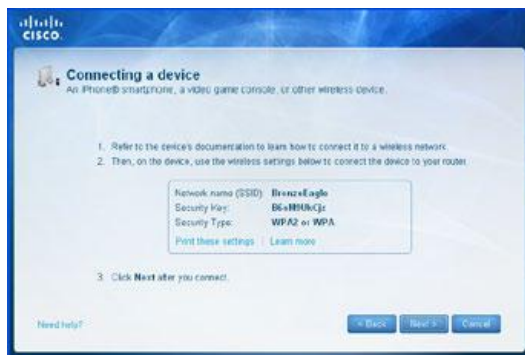 CISCO.
Connecting a device
An iPhone® smartphone, a video game console, or other wireless device.
1. Refer to the device's documentation to learn how to connect it to a wireless network.
2. Then, on the device, use the wireless settings below to connect the device to your router.
Network name (SSID): BronzeEagle
Security Key:
Security Type: WPA2 or WPA
Print these settings | Learn more
3. Click Next after you connect.
Need help? < Back Next > Cancel